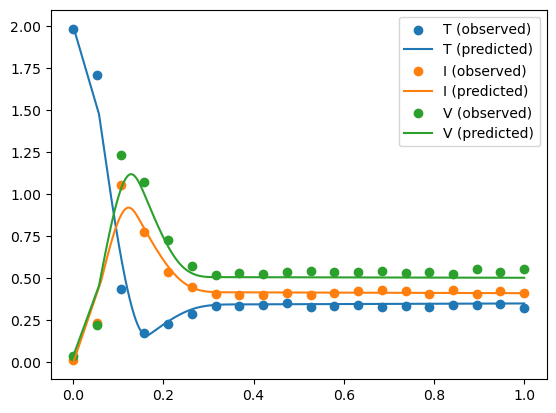 2.00
1.75
1.50
1.25
1.00
0.75
0.50
0.25
0.00
0.0
0.2
0.4
0.6
0.8
1.0
T (observed)
T (predicted)
I (observed)
I (predicted)
V (observed)
V (predicted)